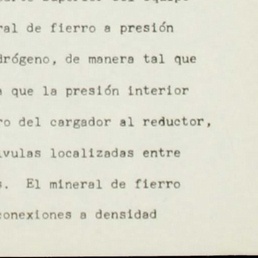 ral de fierro a presión
drógeno, de manera tal que
que la presión interior
ro del cargador al reductor,
lvulas localizadas entre
s. El mineral de fierro
conexiones a densidad